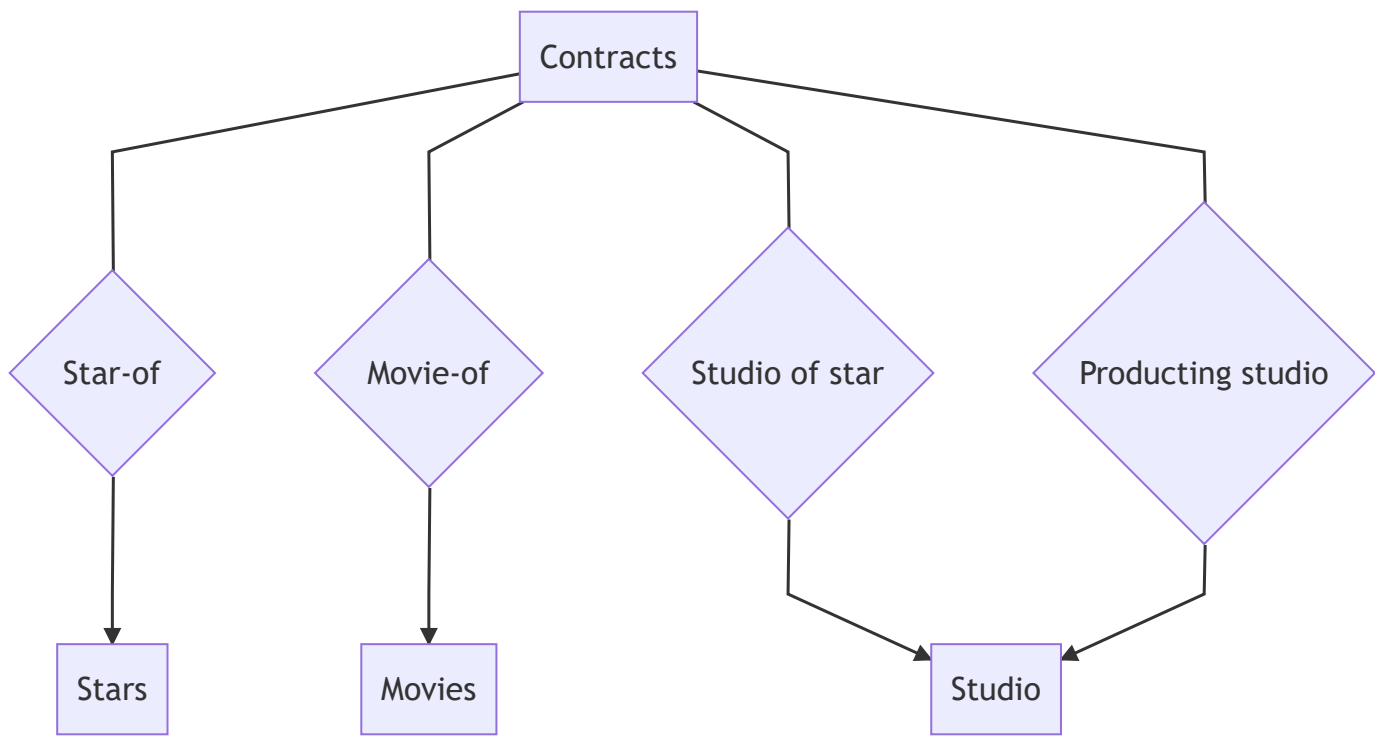 Contracts
Star-of
Movie-of
Studio of star
Producting studio
Stars
Movies
Studio